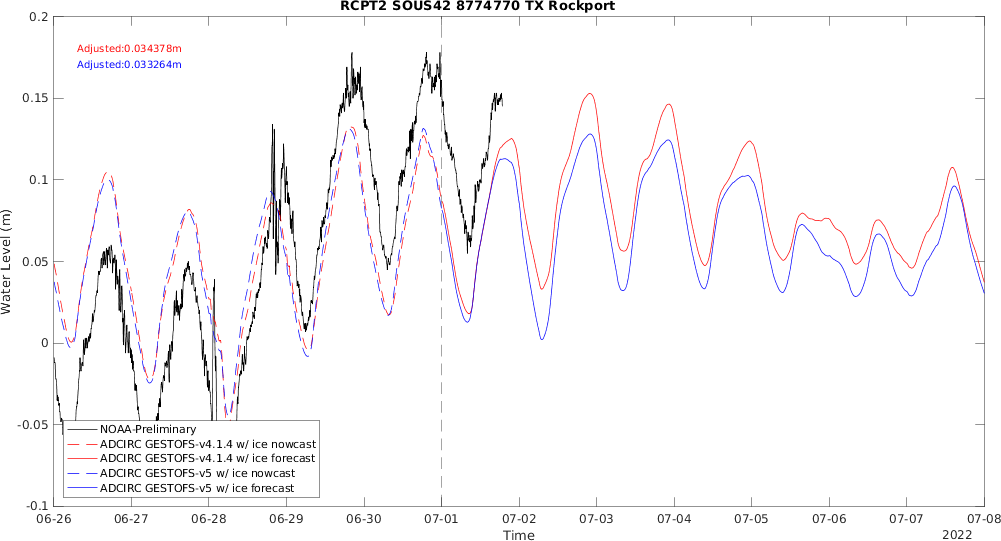 RCPT2 SOUS42 8774770 TX Rockport
0.2
Adjusted:0.034378m
Adjusted:0.033264m
0.15
0.1
0.05
0
-0.05
-0.1
Water Level (m)
NOAA-Preliminary
ADCIRC GESTOFS-v4.1.4 w/ ice nowcast
ADCIRC GESTOFS-v4.1.4 w/ ice forecast
ADCIRC GESTOFS-v5 w/ ice nowcast
ADCIRC GESTOFS-v5 w/ ice forecast
06-26 06-27 06-28 06-29 06-30 07-01 07-02 07-03 07-04 07-05 07-06 07-07 07-08
Time
2022